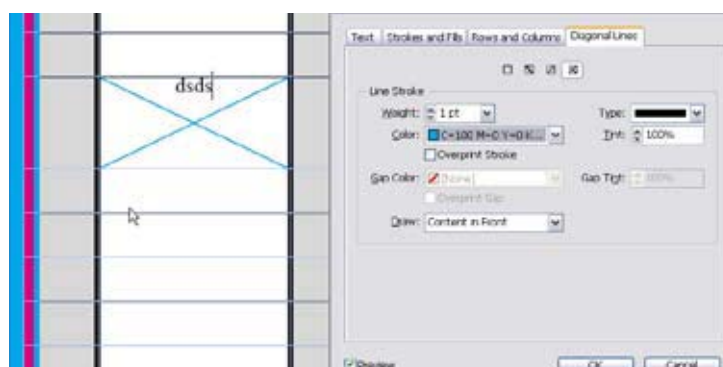 dsds
Text Strokes and Fills Rows and Columns Diagonal Lines
Line Stroke
Weight: 1 pt Type:
Color: C=100 M=0 Y=0 K... Tint: 100%
Overprint Stroke
Gap Color: [None] Gap Tint: 100%
Overprint Gap
Draw: Content in Front
Preview OK Cancel